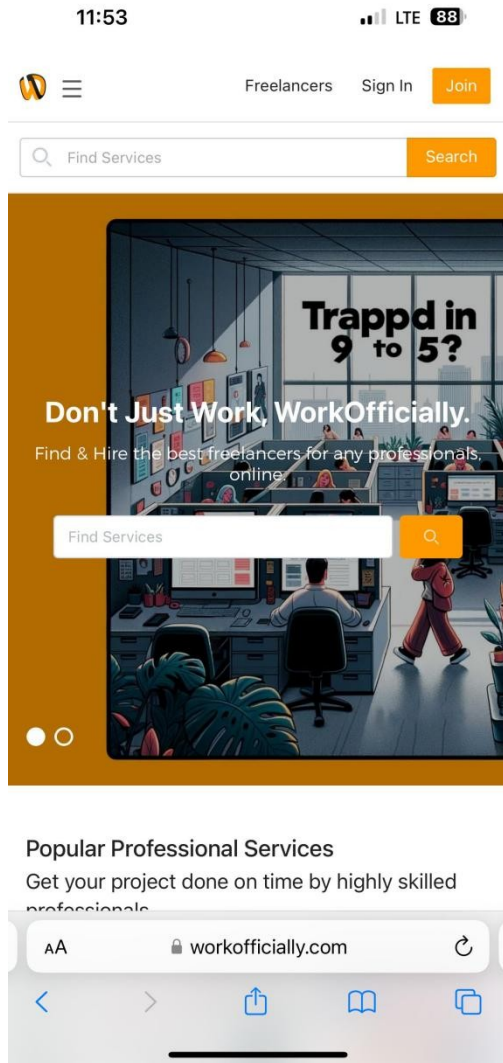 11:53 LTE 88
Freelancers Sign In Join
Find Services Search
Trappd in
9 to 5?
Don't Just Work, WorkOfficially.
Find & Hire the best freelancers for any professionals,
online.
Find Services
Popular Professional Services
Get your project done on time by highly skilled
professionals
AA workofficially.com